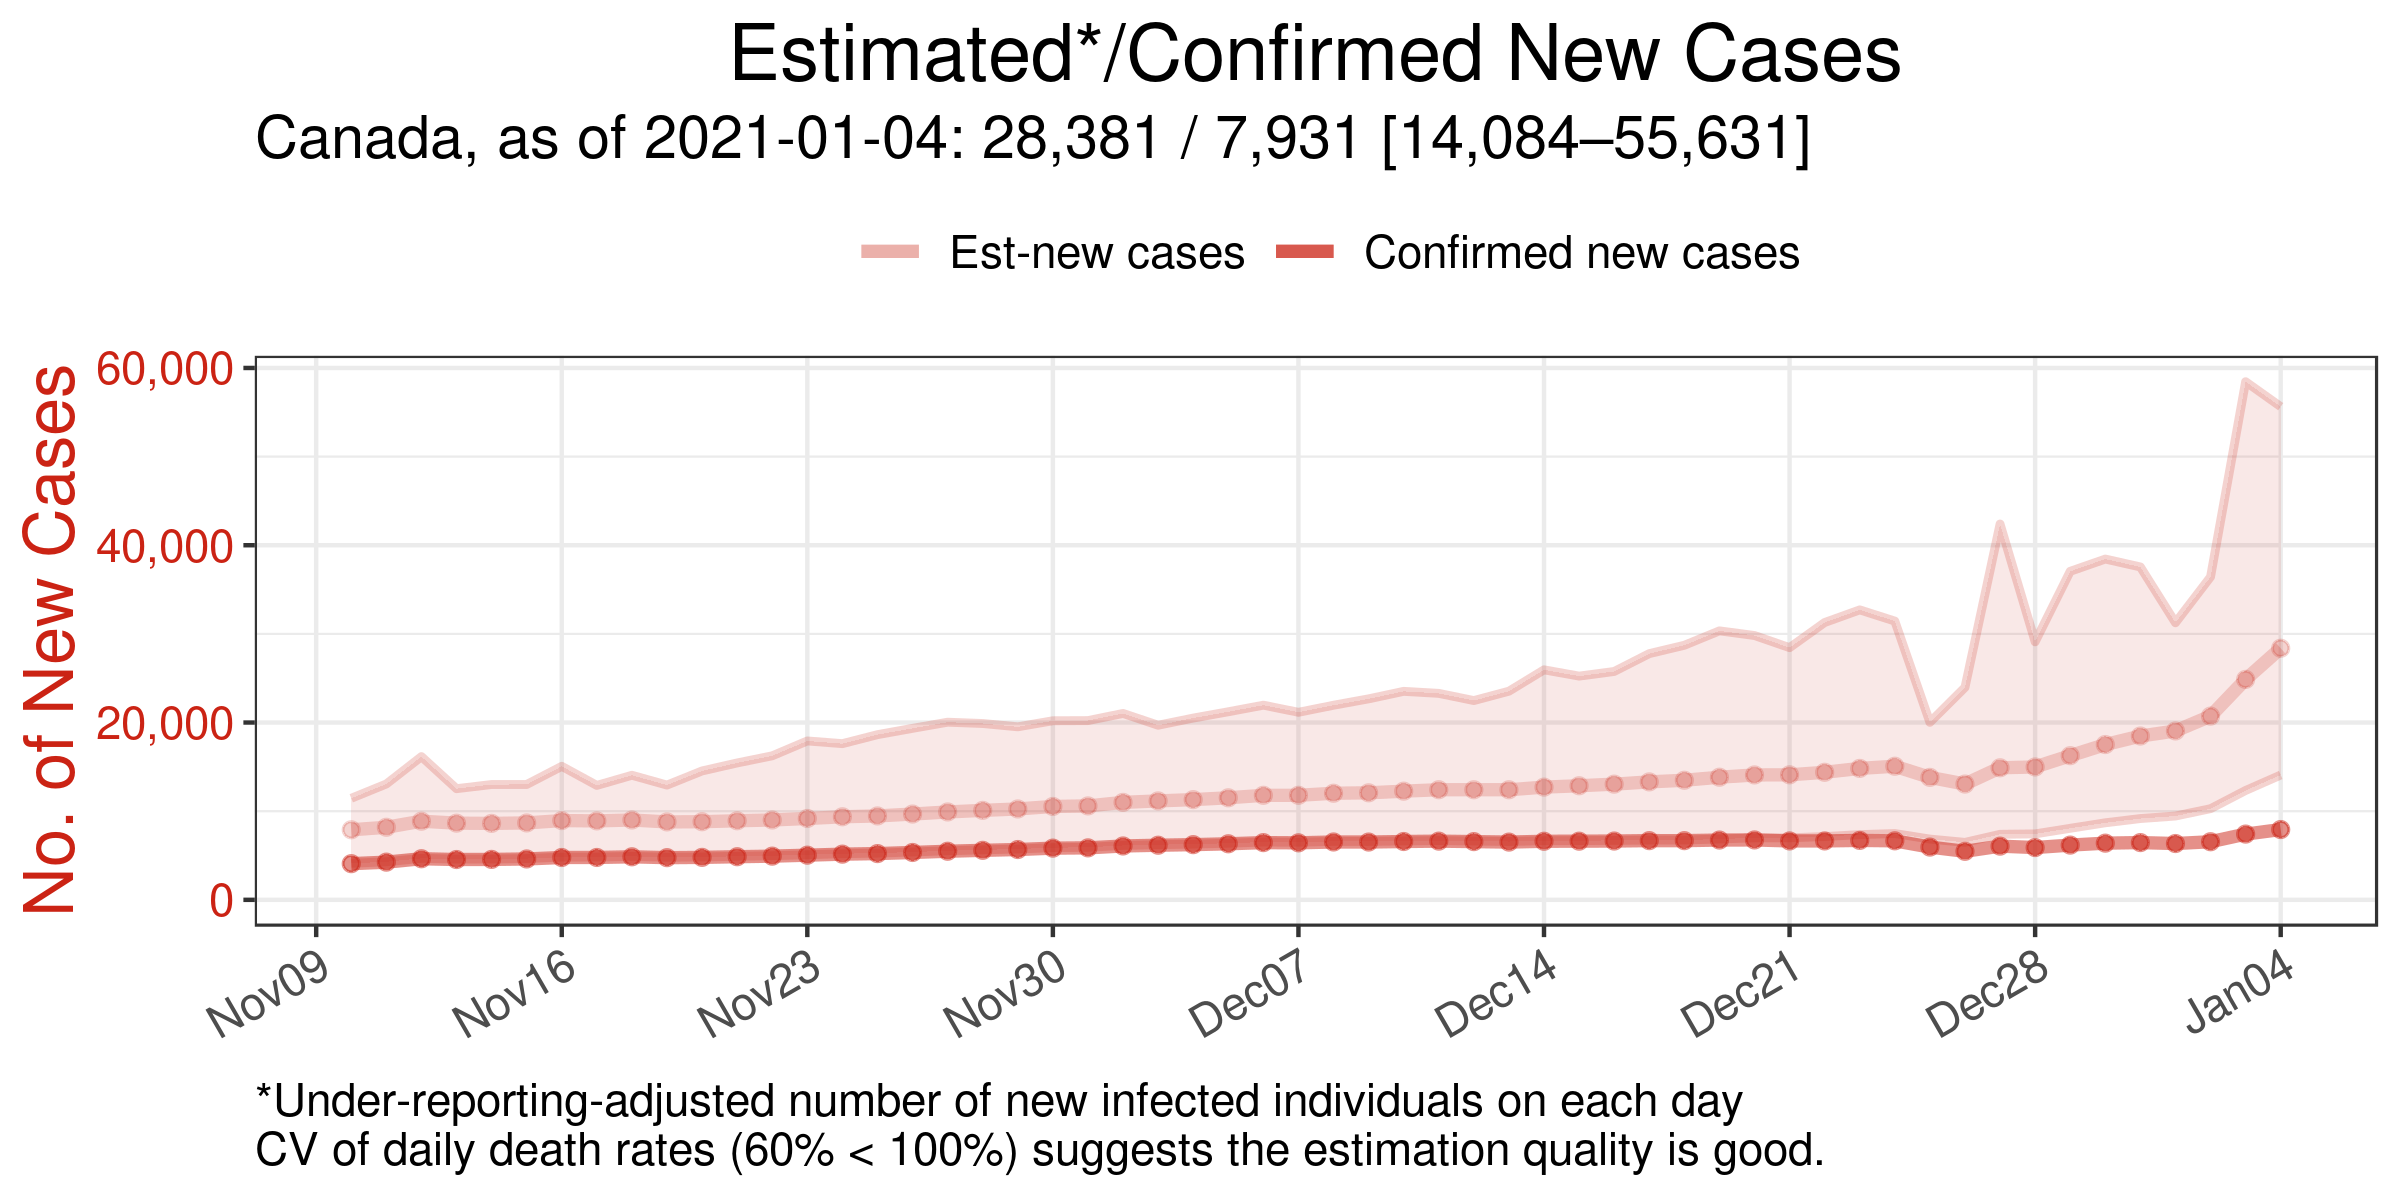 Estimated*/Confirmed New Cases
Canada, as of 2021-01-04: 28,381 / 7,931 [14,084–55,631]
Est-new cases Confirmed new cases
No. of New Cases
60,000
40,000
20,000
0
Nov09 Nov16 Nov23 Nov30 Dec07 Dec14 Dec21 Dec28 Jan04
*Under-reporting-adjusted number of new infected individuals on each day
CV of daily death rates (60% < 100%) suggests the estimation quality is good.